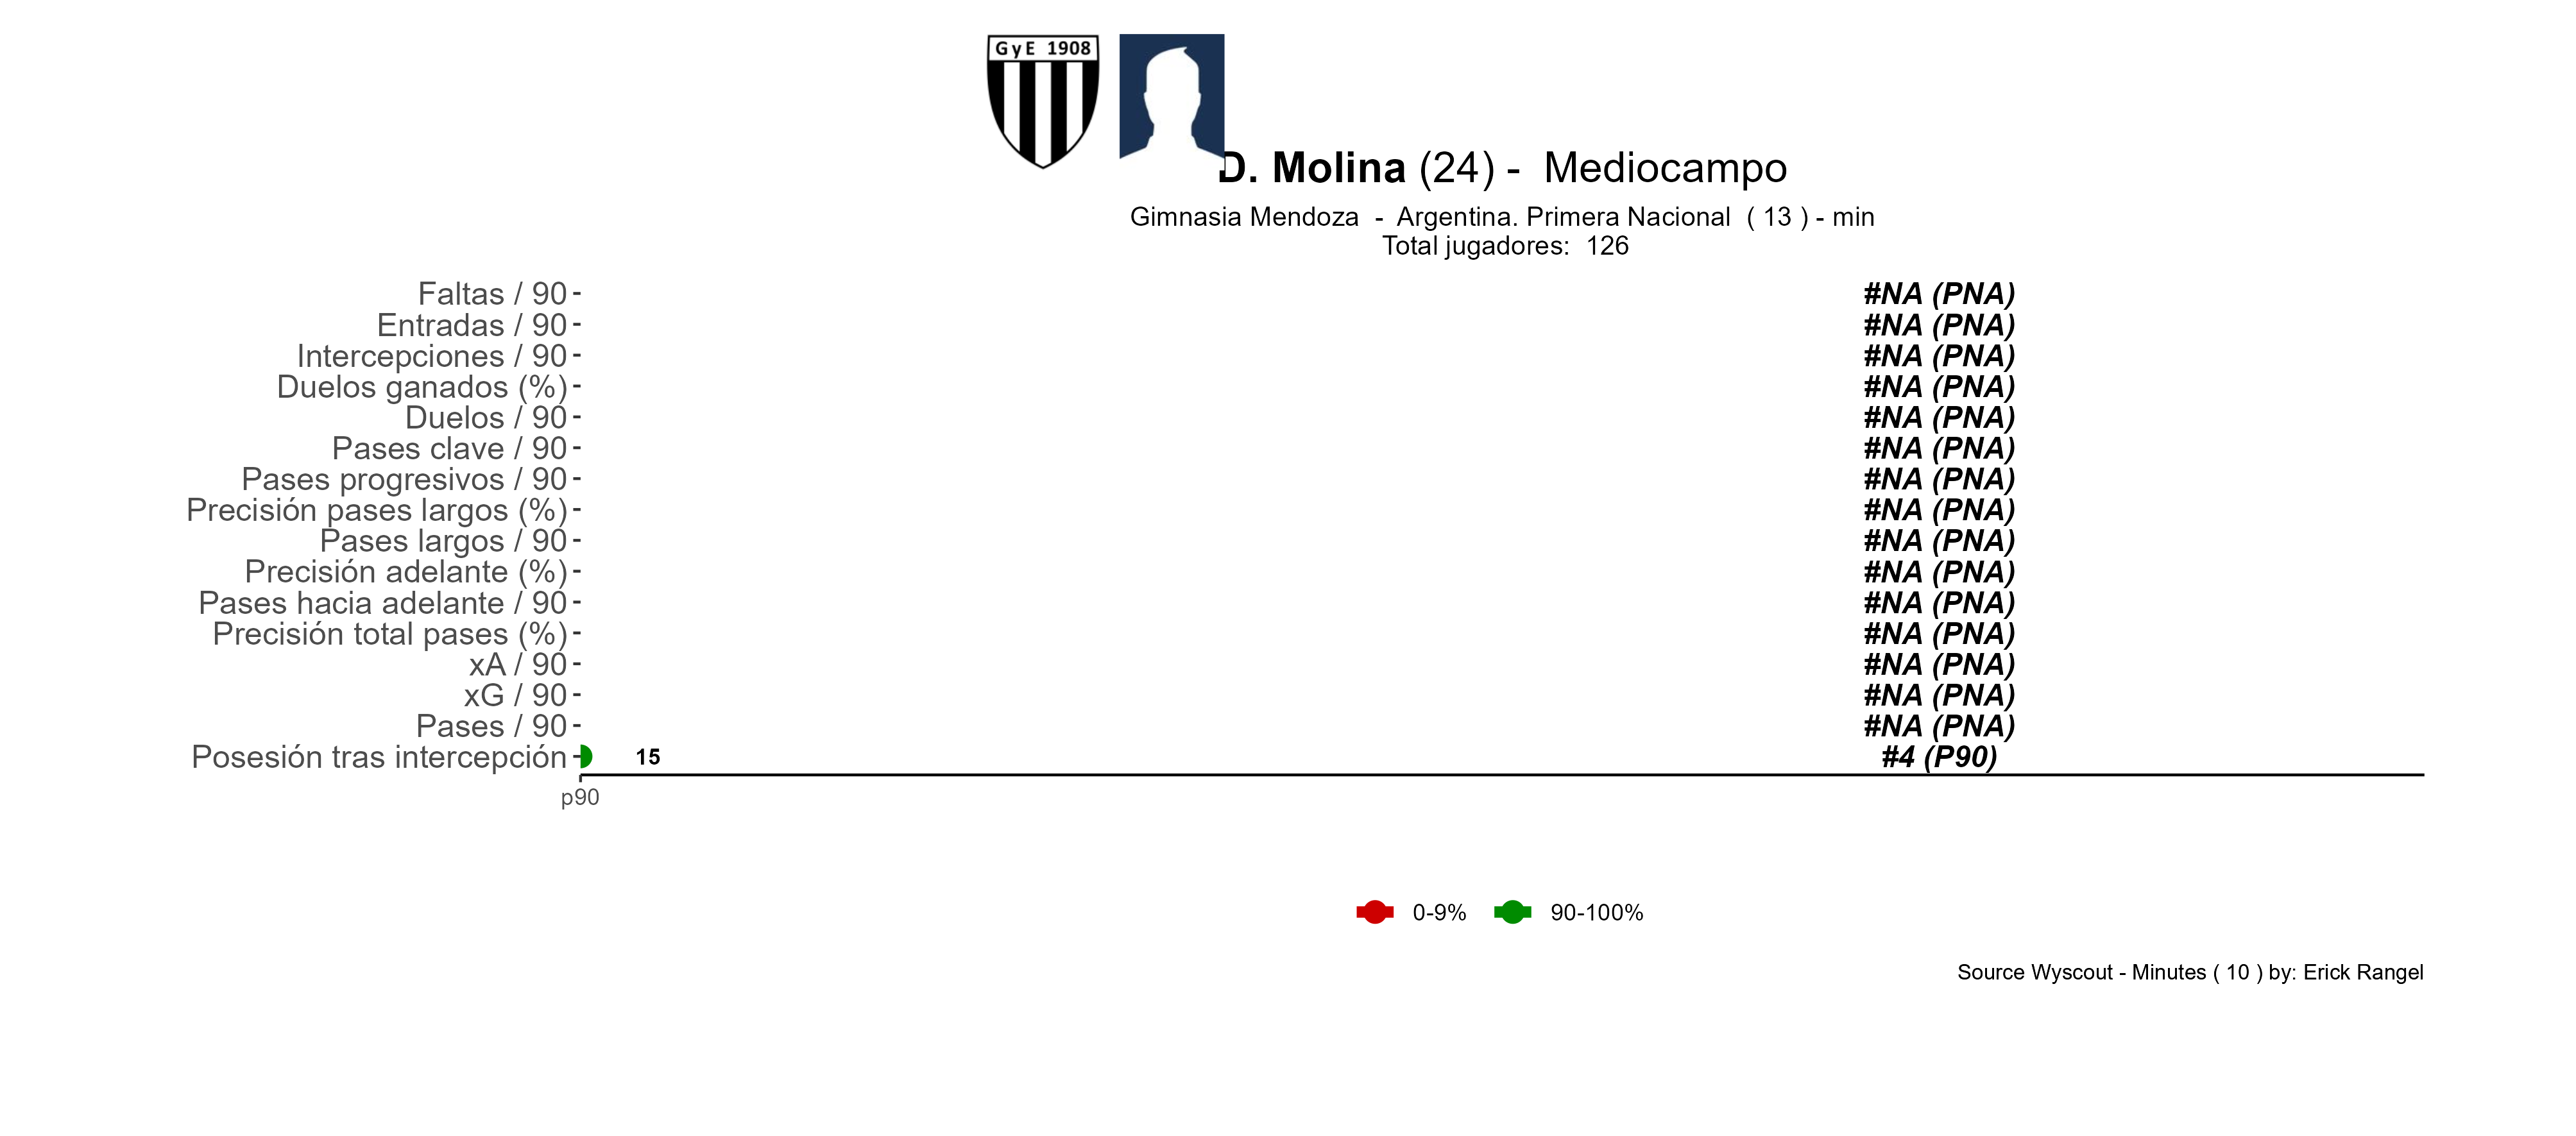 GyE 1908
D. Molina (24) - Mediocampo
Gimnasia Mendoza - Argentina. Primera Nacional ( 13 ) - min
Total jugadores: 126
Faltas / 90 #NA (PNA)
Entradas / 90 #NA (PNA)
Intercepciones / 90 #NA (PNA)
Duelos ganados (%) #NA (PNA)
Duelos / 90 #NA (PNA)
Pases clave / 90 #NA (PNA)
Pases progresivos / 90 #NA (PNA)
Precisión pases largos (%) #NA (PNA)
Pases largos / 90 #NA (PNA)
Precisión adelante (%) #NA (PNA)
Pases hacia adelante / 90 #NA (PNA)
Precisión total pases (%) #NA (PNA)
xA / 90 #NA (PNA)
xG / 90 #NA (PNA)
Pases / 90 #NA (PNA)
Posesión tras intercepción 15 #4 (P90)
p90
0-9% 90-100%
Source Wyscout - Minutes ( 10 ) by: Erick Rangel